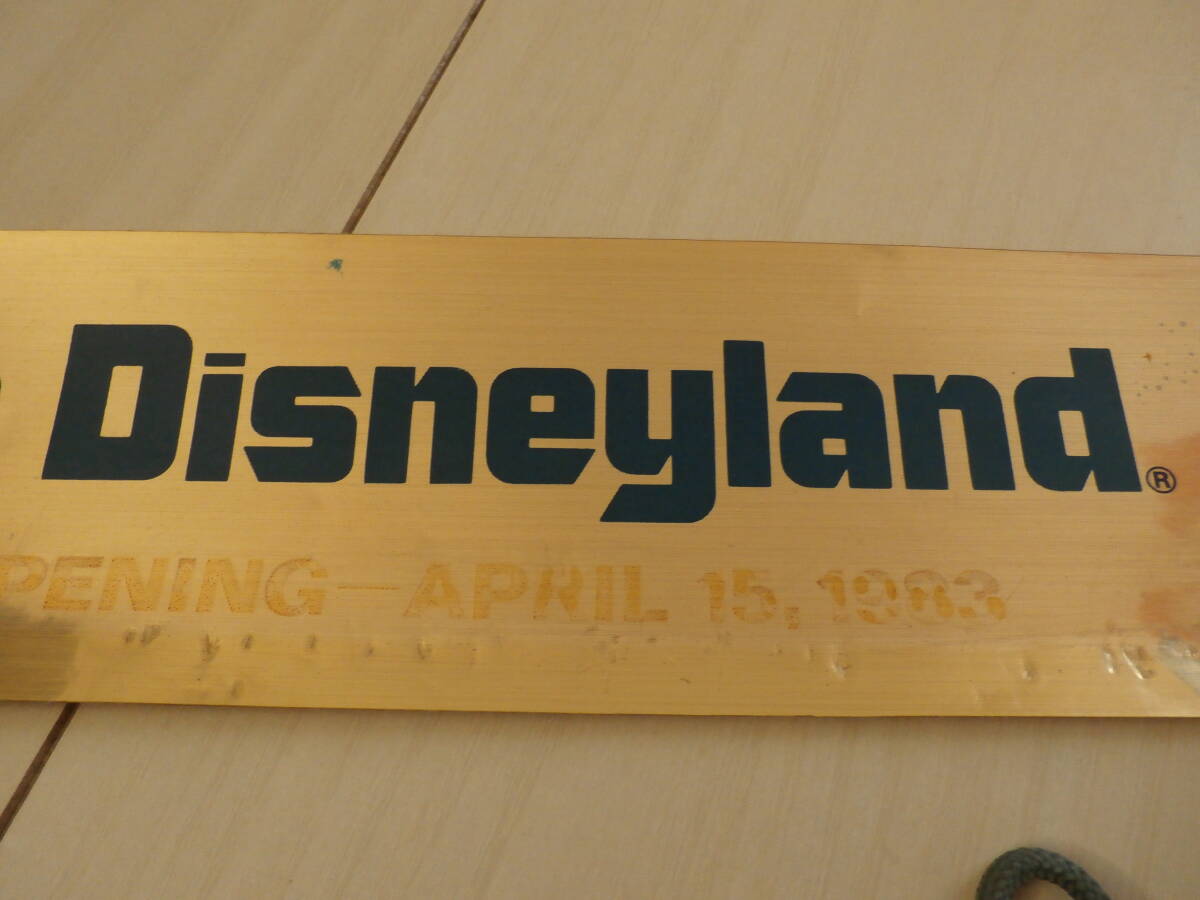 Disneyland®
PENING—APRIL 15, 1983